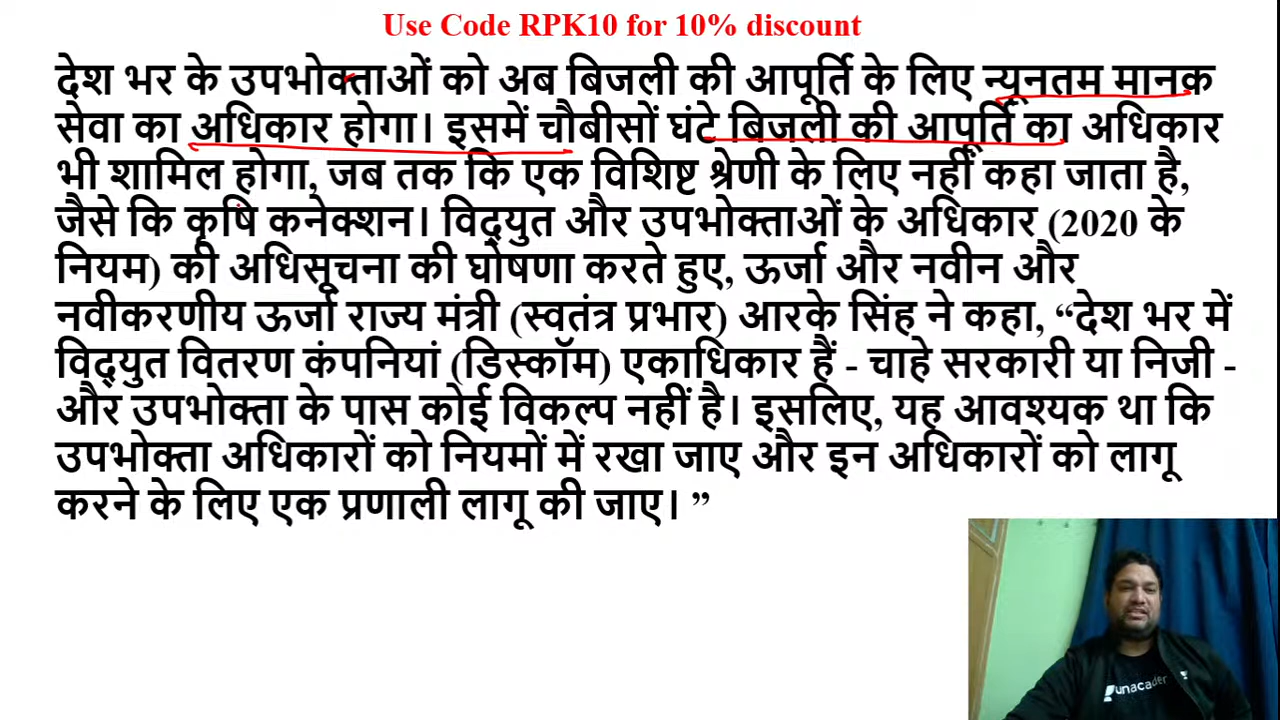 Use Code RPK10 for 10% discount
देश भर के उपभोक्ताओं को अब बिजली की आपूर्ति के लिए न्यूनतम मानक
सेवा का अधिकार होगा। इसमें चौबीसों घंटे बिजली की आपूर्ति का अधिकार
भी शामिल होगा, जब तक कि एक विशिष्ट श्रेणी के लिए नहीं कहा जाता है,
जैसे कि कृषि कनेक्शन। विद्युत और उपभोक्ताओं के अधिकार (2020 के
नियम) की अधिसूचना की घोषणा करते हुए, ऊर्जा और नवीन और
नवीकरणीय ऊर्जा राज्य मंत्री (स्वतंत्र प्रभार) आरके सिंह ने कहा, “देश भर में
विद्युत वितरण कंपनियां (डिस्कॉम) एकाधिकार हैं - चाहे सरकारी या निजी -
और उपभोक्ता के पास कोई विकल्प नहीं है। इसलिए, यह आवश्यक था कि
उपभोक्ता अधिकारों को नियमों में रखा जाए और इन अधिकारों को लागू
करने के लिए एक प्रणाली लागू की जाए। ”
unacade